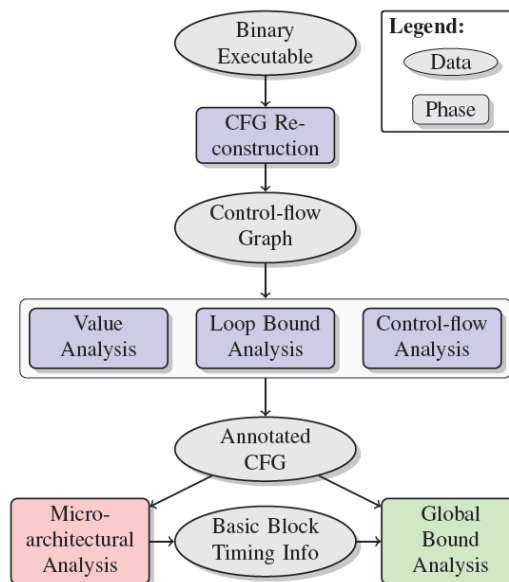 Binary
Executable
Legend:
Data
Phase
CFG Re-
construction
Control-flow
Graph
Value
Analysis
Loop Bound
Analysis
Control-flow
Analysis
Annotated
CFG
Micro-
architectural
Analysis
Basic Block
Timing Info
Global
Bound
Analysis